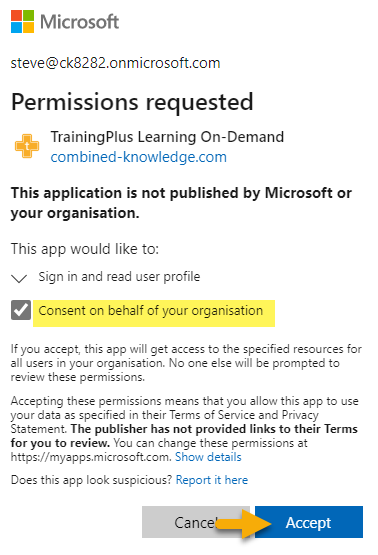 Microsoft
steve@ck8282.onmicrosoft.com
Permissions requested
TrainingPlus Learning On-Demand
combined-knowledge.com
This application is not published by Microsoft or
your organisation.
This app would like to:
Sign in and read user profile
Consent on behalf of your organisation
If you accept, this app will get access to the specified resources for
all users in your organisation. No one else will be prompted to
review these permissions.
Accepting these permissions means that you allow this app to use
your data as specified in their Terms of Service and Privacy
Statement. The publisher has not provided links to their Terms
for you to review. You can change these permissions at
https://myapps.microsoft.com. Show details
Does this app look suspicious? Report it here
Cancel Accept